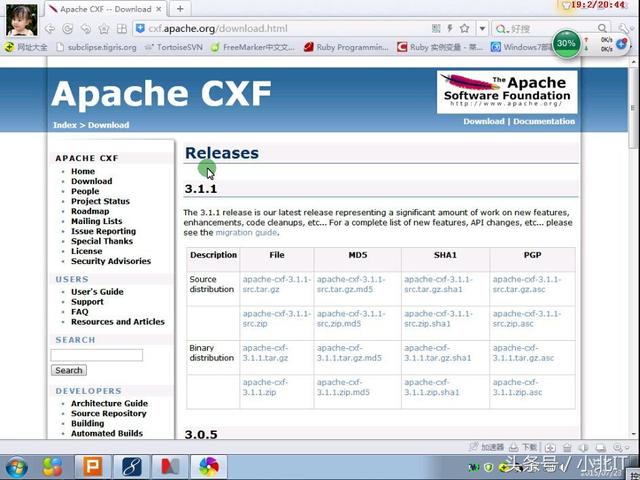 19:2/20:44
Apache CXF -- Download
cxf.apache.org/download.html
好搜
网址大全
subclipse.tigris.org
TortoiseSVN
FreeMarker中文文
Ruby Programming..
Ruby 实例变量 - 菜..
Windows7部
30%
0K/s
0K/s
Apache CXF
The Apache
Software Foundation
http://www.apache.org/
Index > Download
Download | Documentation
APACHE CXF
Home
Download
People
Project Status
Roadmap
Mailing Lists
Issue Reporting
Special Thanks
License
Security Advisories
USERS
User's Guide
Support
FAQ
Resources and Articles
SEARCH
Search
DEVELOPERS
Architecture Guide
Source Repository
Building
Automated Builds
Releases
3.1.1
The 3.1.1 release is our latest release representing a significant amount of work on new features,
enhancements, code cleanups, etc... For a complete list of new features, API changes, etc... please
see the migration guide.
Description File MD5 SHA1 PGP
Source distribution apache-cxf-3.1.1-src.tar.gz apache-cxf-3.1.1-src.tar.gz.md5 apache-cxf-3.1.1-src.tar.gz.sha1 apache-cxf-3.1.1-src.tar.gz.asc
apache-cxf-3.1.1-src.zip apache-cxf-3.1.1-src.zip.md5 apache-cxf-3.1.1-src.zip.sha1 apache-cxf-3.1.1-src.zip.asc
Binary distribution apache-cxf-3.1.1.tar.gz apache-cxf-3.1.1.tar.gz.md5 apache-cxf-3.1.1.tar.gz.sha1 apache-cxf-3.1.1.tar.gz.asc
apache-cxf-3.1.1.zip apache-cxf-3.1.1.zip.md5 apache-cxf-3.1.1.zip.sha1 apache-cxf-3.1.1.zip.asc
3.0.5
加速器
下载
头条号 / 小北IT
2015/07/23